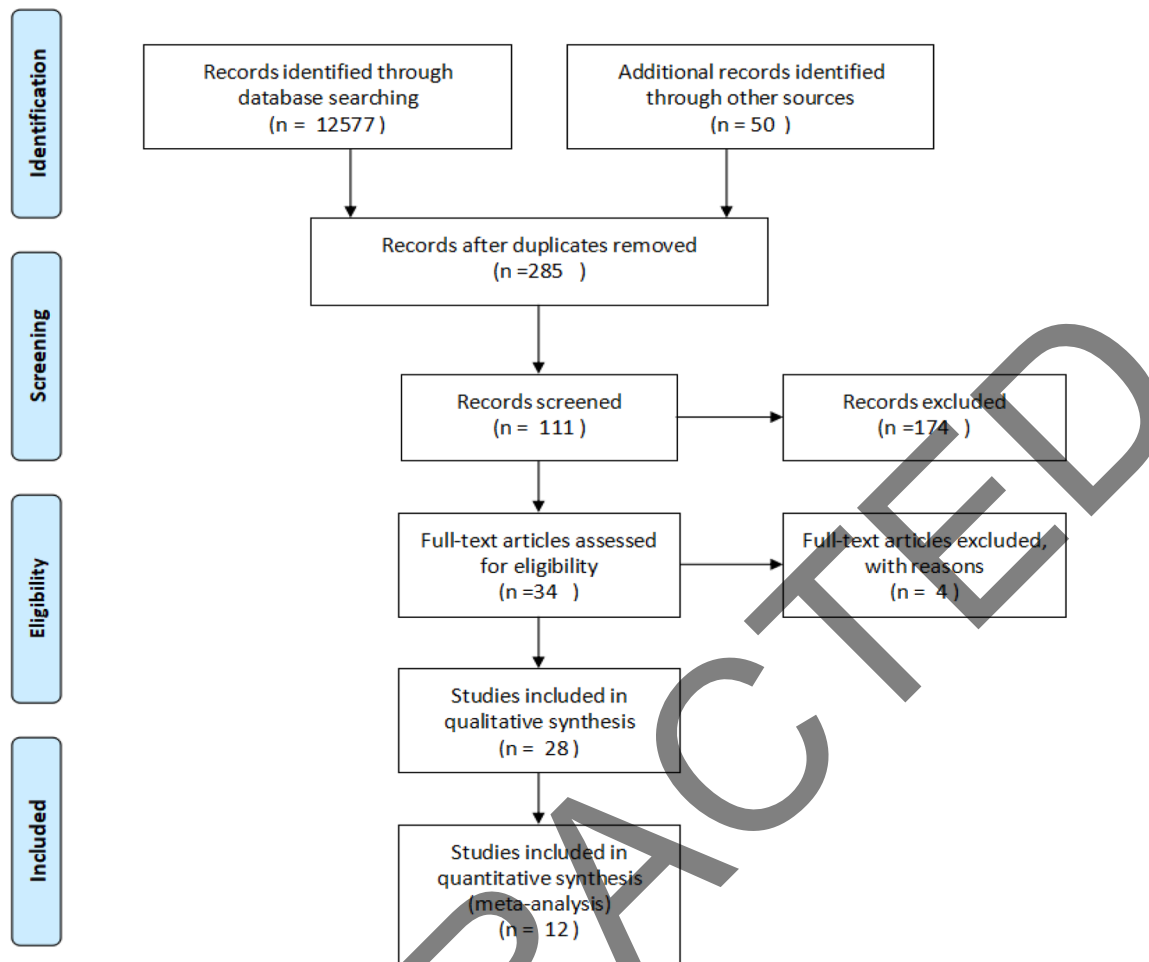 Identification
Records identified through
database searching
(n = 12577 )
Additional records identified
through other sources
(n = 50 )
Records after duplicates removed
(n =285 )
Screening
Records screened
(n = 111 )
Records excluded
(n =174 )
Eligibility
Full-text articles assessed
for eligibility
(n =34 )
Full-text articles excluded,
with reasons
(n = 4 )
Studies included in
qualitative synthesis
(n = 28 )
Included
Studies included in
quantitative synthesis
(meta-analysis)
(n = 12 )
RACTED